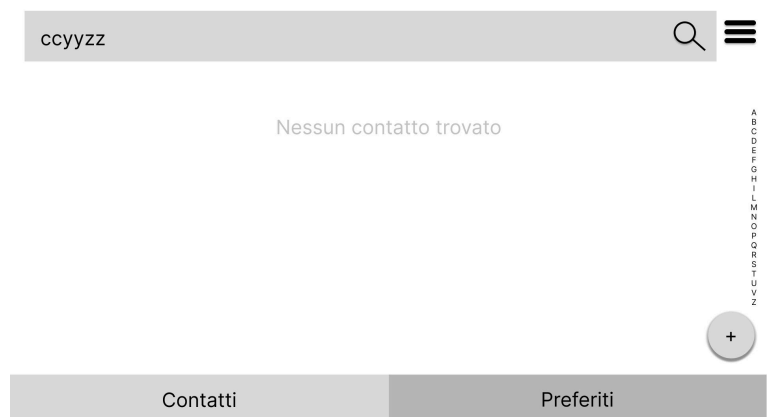 ccyyzz
Nessun contatto trovato
A
B
C
D
E
F
G
H
I
L
M
N
O
P
Q
R
S
T
U
V
Z
+
Contatti
Preferiti